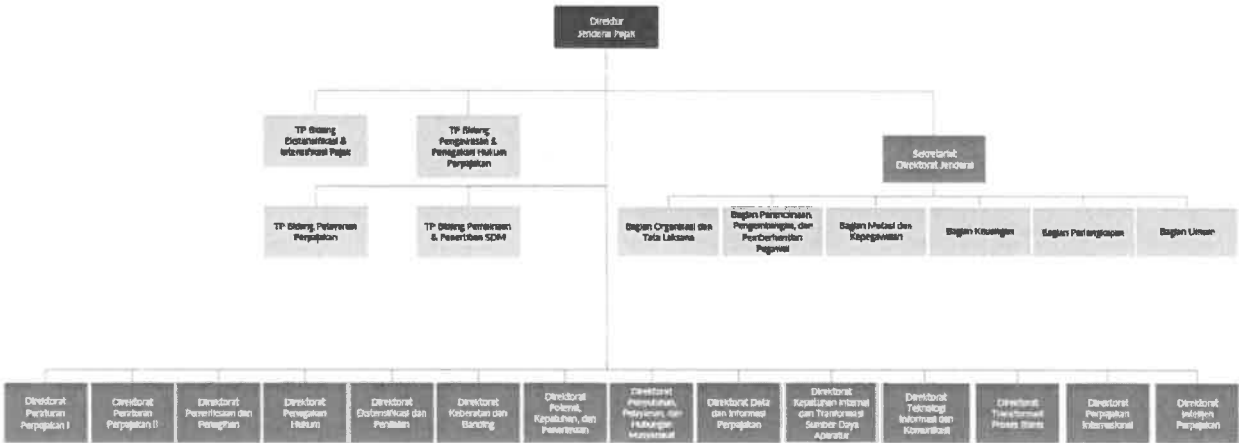 Direktur
Jenderal Pajak
TP Bidang
Ekstensifikasi &
Intensifikasi Pajak
TP Bidang
Pengawasan &
Penegakan Hukum
Perpajakan
Sekretariat
Direktorat Jenderal
TP Bidang Pelayanan
Perpajakan
TP Bidang Pembinaan
& Penertiban SDM
Bagian Organisasi dan
Tata Laksana
Bagian Perencanaan,
Pengembangan, dan
Pemberhentian
Pegawai
Bagian Mutasi dan
Kepegawaian
Bagian Keuangan
Bagian Perlengkapan
Bagian Umum
Direktorat
Peraturan
Perpajakan I
Direktorat
Peraturan
Perpajakan II
Direktorat
Pemeriksaan dan
Penagihan
Direktorat
Penegakan
Hukum
Direktorat
Ekstensifikasi dan
Penilaian
Direktorat
Keberatan dan
Banding
Direktorat
Potensi,
Kepatuhan, dan
Penerimaan
Direktorat
Penyuluhan,
Pelayanan, dan
Hubungan
Masyarakat
Direktorat Data
dan Informasi
Perpajakan
Direktorat
Kepatuhan Internal
dan Tranformasi
Sumber Daya
Aparatur
Direktorat
Teknologi
Informasi dan
Komunikasi
Direktorat
Transformasi
Proses Bisnis
Direktorat
Perpajakan
Internasional
Direktorat
Intelijen
Perpajakan